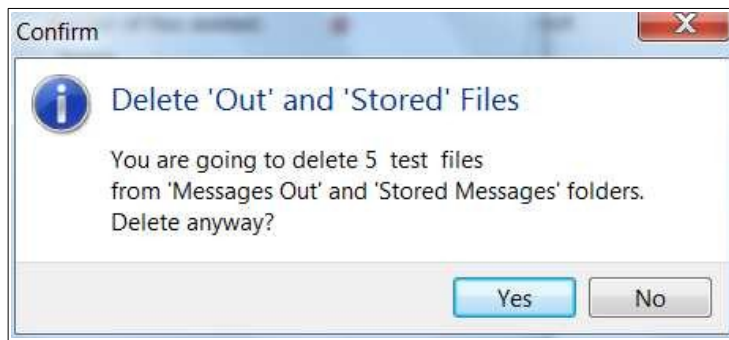 Confirm
Delete 'Out' and 'Stored' Files
You are going to delete 5 test files
from 'Messages Out' and 'Stored Messages' folders.
Delete anyway?
Yes
No